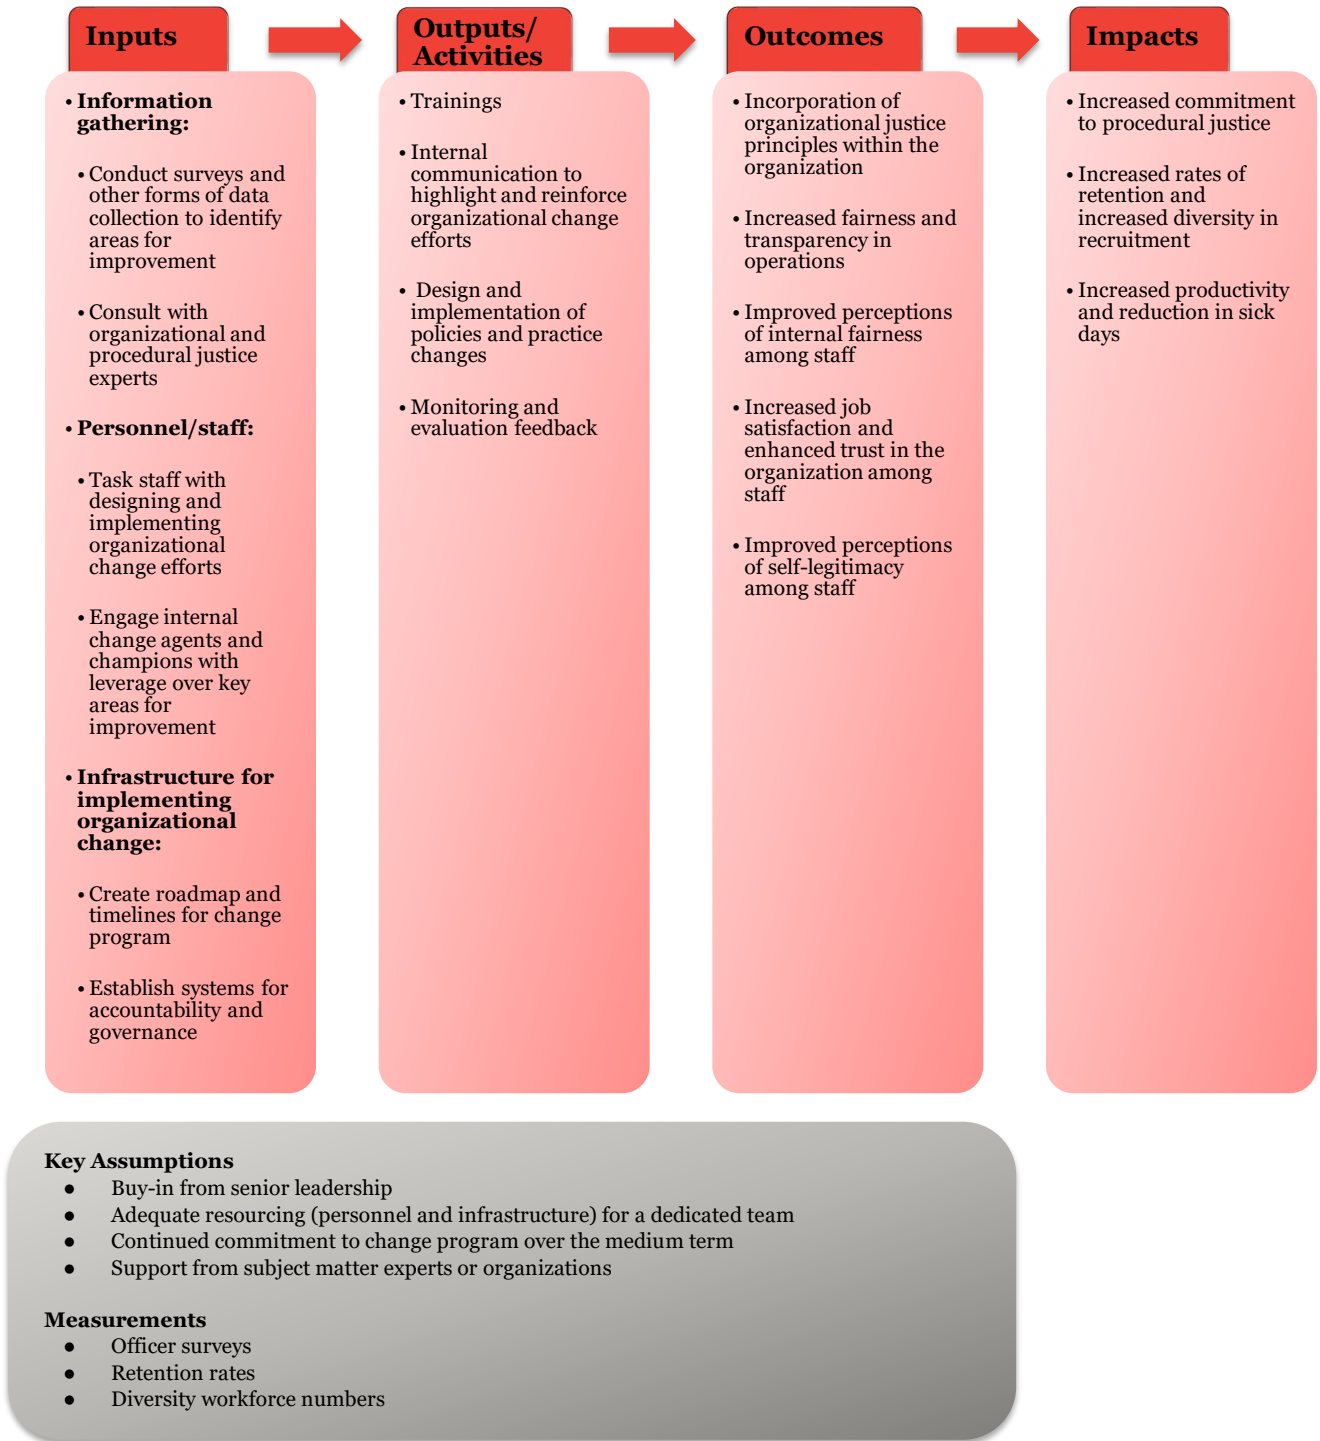 Inputs
Outputs/
Activities
Outcomes
Impacts
• Information
gathering:
• Conduct surveys and
other forms of data
collection to identify
areas for
improvement
• Consult with
organizational and
procedural justice
experts
• Personnel/staff:
• Task staff with
designing and
implementing
organizational
change efforts
• Engage internal
change agents and
champions with
leverage over key
areas for
improvement
• Infrastructure for
implementing
organizational
change:
• Create roadmap and
timelines for change
program
• Establish systems for
accountability and
governance
• Trainings
• Internal
communication to
highlight and reinforce
organizational change
efforts
• Design and
implementation of
policies and practice
changes
• Monitoring and
evaluation feedback
• Incorporation of
organizational justice
principles within the
organization
• Increased fairness and
transparency in
operations
• Improved perceptions
of internal fairness
among staff
• Increased job
satisfaction and
enhanced trust in the
organization among
staff
• Improved perceptions
of self-legitimacy
among staff
• Increased commitment
to procedural justice
• Increased rates of
retention and
increased diversity in
recruitment
• Increased productivity
and reduction in sick
days
Key Assumptions
● Buy-in from senior leadership
● Adequate resourcing (personnel and infrastructure) for a dedicated team
● Continued commitment to change program over the medium term
● Support from subject matter experts or organizations
Measurements
● Officer surveys
● Retention rates
● Diversity workforce numbers